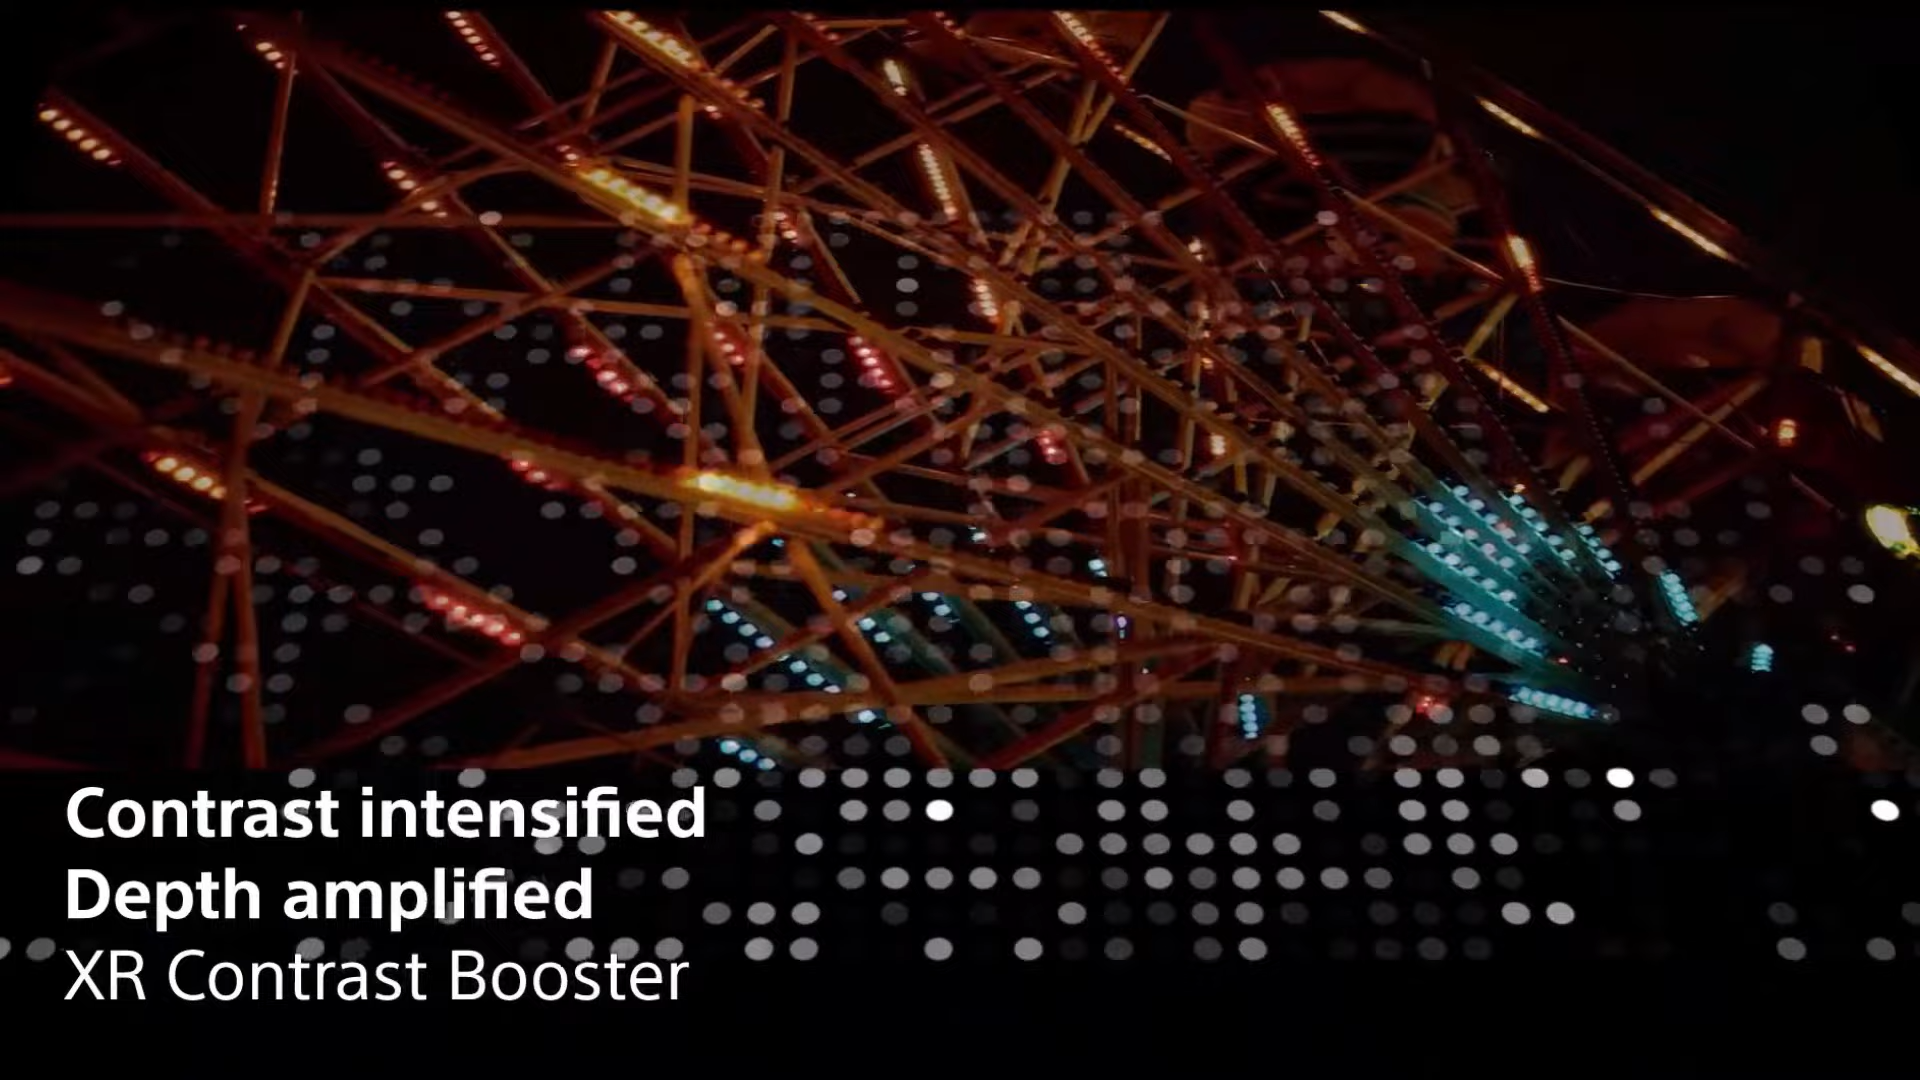 Contrast intensified
Depth amplified
XR Contrast Booster